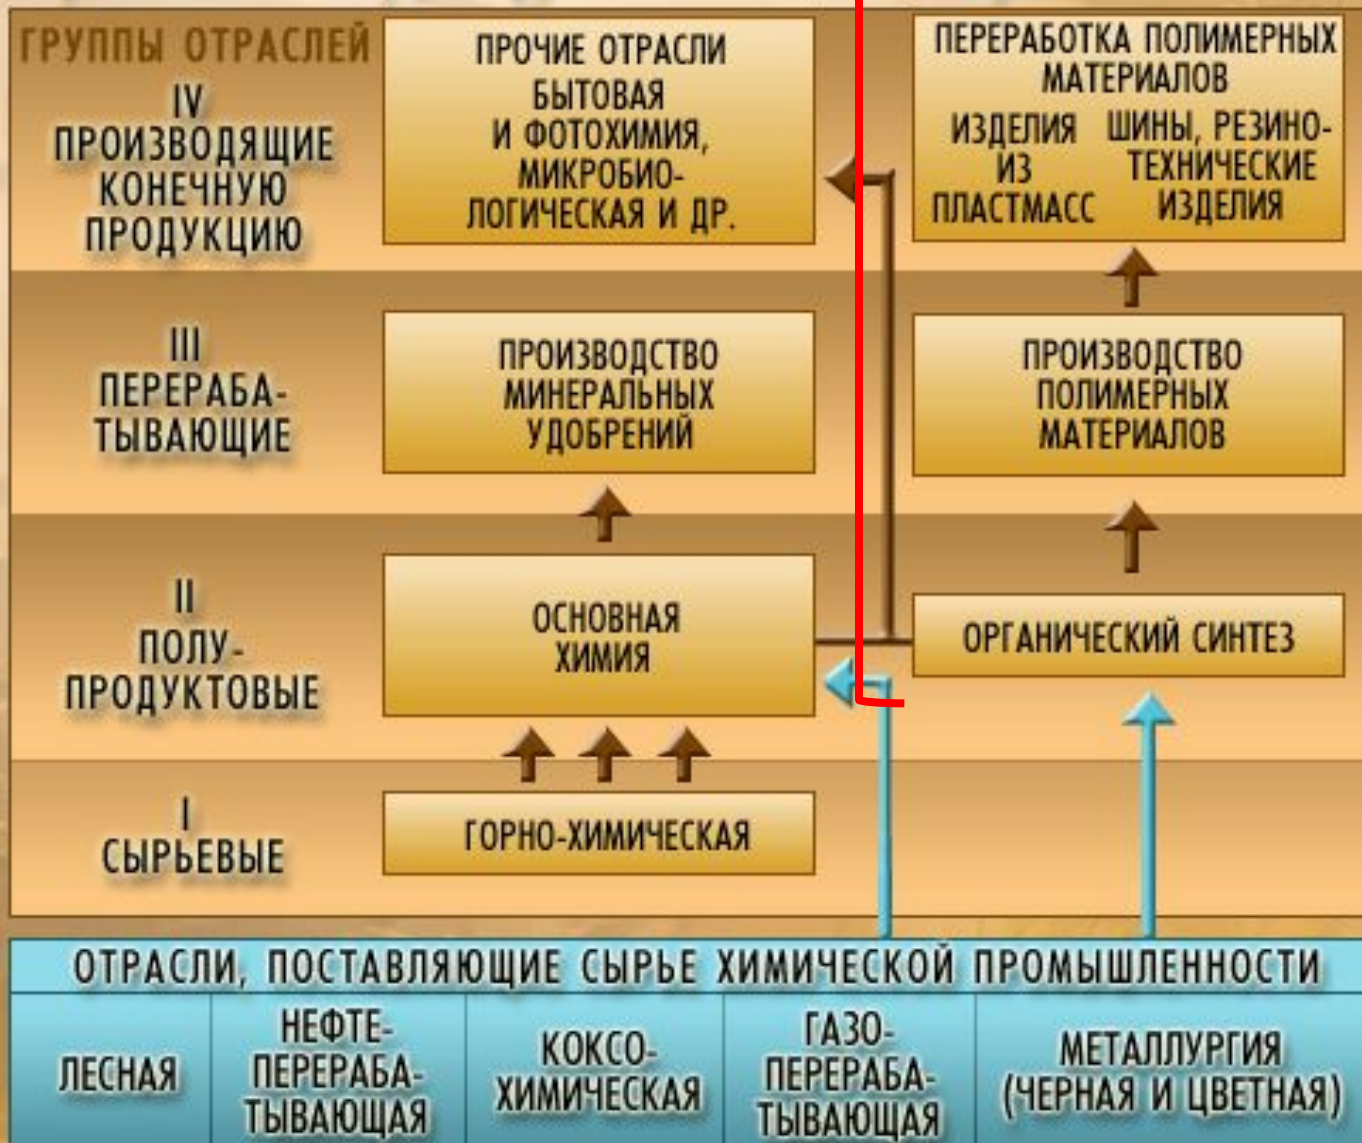 ГРУППЫ ОТРАСЛЕЙ
IV
ПРОИЗВОДЯЩИЕ
КОНЕЧНУЮ
ПРОДУКЦИЮ
ПРОЧИЕ ОТРАСЛИ
БЫТОВАЯ
И ФОТОХИМИЯ,
МИКРОБИО-
ЛОГИЧЕСКАЯ И ДР.
ПЕРЕРАБОТКА ПОЛИМЕРНЫХ
МАТЕРИАЛОВ
ИЗДЕЛИЯ
ИЗ
ПЛАСТМАСС
ШИНЫ, РЕЗИНО-
ТЕХНИЧЕСКИЕ
ИЗДЕЛИЯ
III
ПЕРЕРАБА-
ТЫВАЮЩИЕ
ПРОИЗВОДСТВО
МИНЕРАЛЬНЫХ
УДОБРЕНИЙ
ПРОИЗВОДСТВО
ПОЛИМЕРНЫХ
МАТЕРИАЛОВ
II
ПОЛУ-
ПРОДУКТОВЫЕ
ОСНОВНАЯ
ХИМИЯ
ОРГАНИЧЕСКИЙ СИНТЕЗ
I
СЫРЬЕВЫЕ
ГОРНО-ХИМИЧЕСКАЯ
ОТРАСЛИ, ПОСТАВЛЯЮЩИЕ СЫРЬЕ ХИМИЧЕСКОЙ ПРОМЫШЛЕННОСТИ
ЛЕСНАЯ
НЕФТЕ-
ПЕРЕРАБА-
ТЫВАЮЩАЯ
КОКСО-
ХИМИЧЕСКАЯ
ГАЗО-
ПЕРЕРАБА-
ТЫВАЮЩАЯ
МЕТАЛЛУРГИЯ
(ЧЕРНАЯ И ЦВЕТНАЯ)